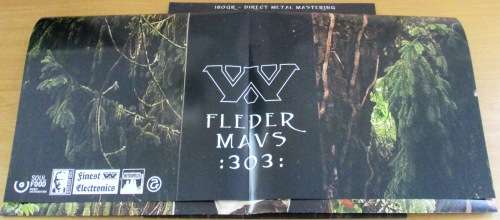 180GR - DIRECT METAL MASTERING
W
FLEDER
MAVS
:303:
SOUL
FOOD
Finest W
Electronics